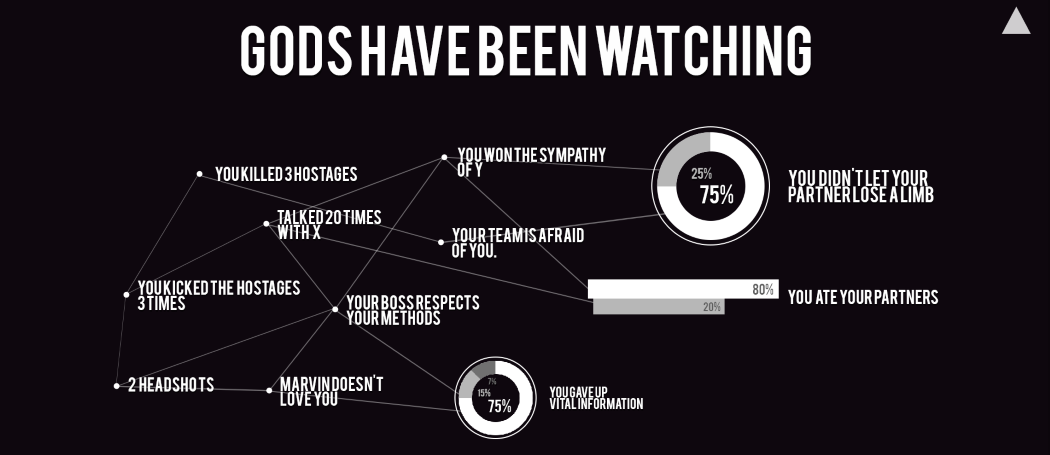 GODS HAVE BEEN WATCHING
YOU KILLED 3 HOSTAGES
TALKED 20 TIMES
WITH X
YOU KICKED THE HOSTAGES
3 TIMES
2 HEADSHOTS
YOU WON THE SYMPATHY
OF Y
YOUR TEAM IS AFRAID
OF YOU.
YOUR BOSS RESPECTS
YOUR METHODS
MARVIN DOESN'T
LOVE YOU
25%
75%
YOU DIDN'T LET YOUR
PARTNER LOSE A LIMB
80%
20%
YOU ATE YOUR PARTNERS
7%
15%
75%
YOU GAVE UP
VITAL INFORMATION